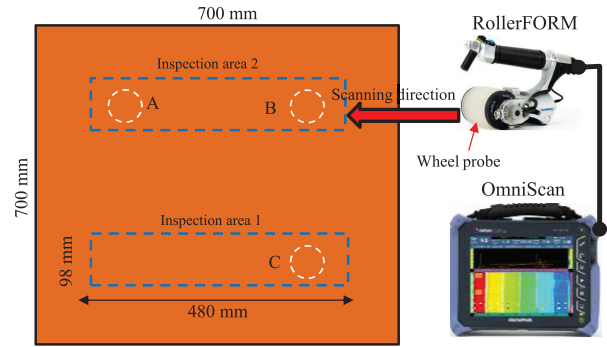 700 mm
RollerFORM
Inspection area 2
A
B
Scanning direction
Wheel probe
700 mm
OmniScan
Inspection area 1
C
98 mm
480 mm
OLYMPUS